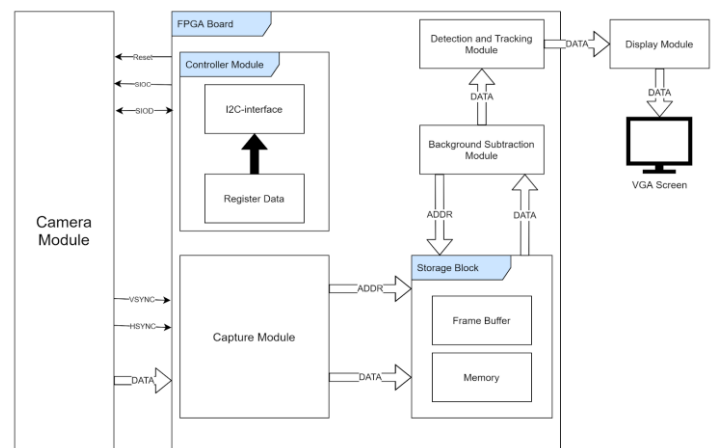 FPGA Board
Controller Module
I2C-interface
Register Data
Reset
SIOC
SIOD
Camera
Module
VSYNC
HSYNC
DATA
Capture Module
ADDR
DATA
Storage Block
Frame Buffer
Memory
ADDR
DATA
Background Subtraction
Module
DATA
Detection and Tracking
Module
DATA
Display Module
DATA
VGA Screen